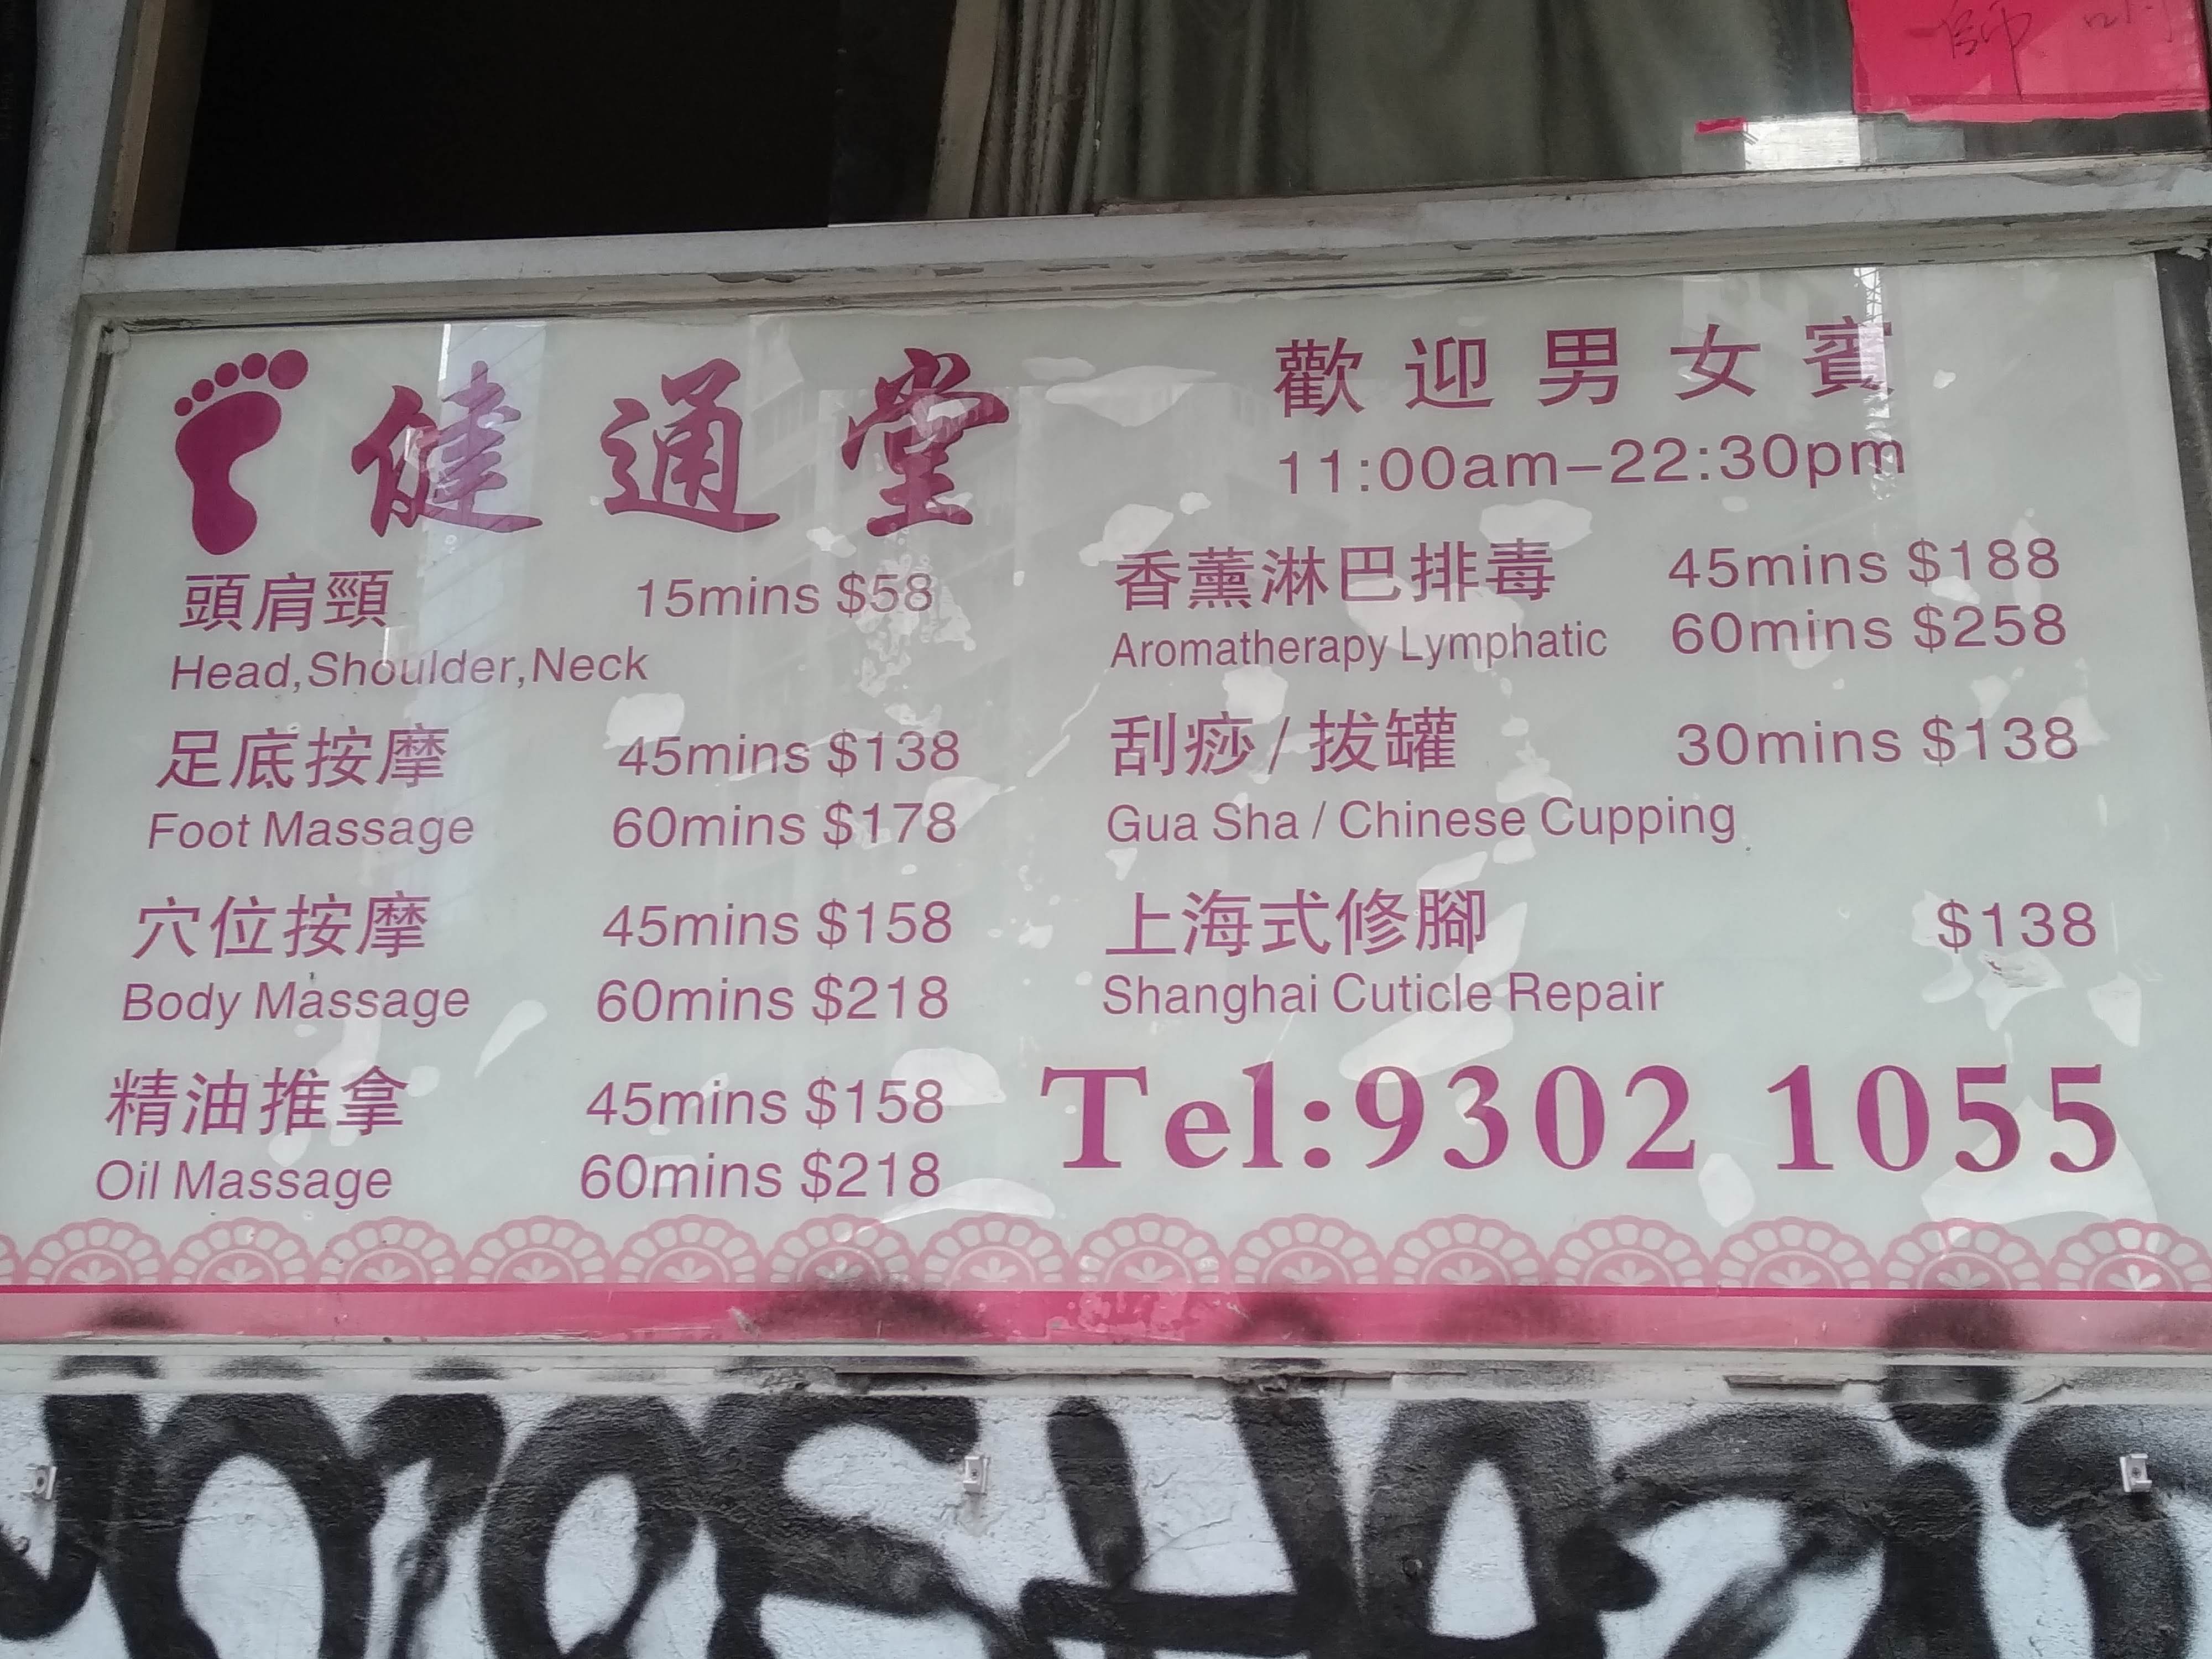 師
健通堂
歡迎男女賓
11:00am–22:30pm
頭肩頸 15mins $58
Head,Shoulder,Neck
足底按摩 45mins $138
Foot Massage 60mins $178
穴位按摩 45mins $158
Body Massage 60mins $218
精油推拿 45mins $158
Oil Massage 60mins $218
香薰淋巴排毒 45mins $188
Aromatherapy Lymphatic 60mins $258
刮痧/拔罐 30mins $138
Gua Sha / Chinese Cupping
上海式修腳 $138
Shanghai Cuticle Repair
Tel:9302 1055